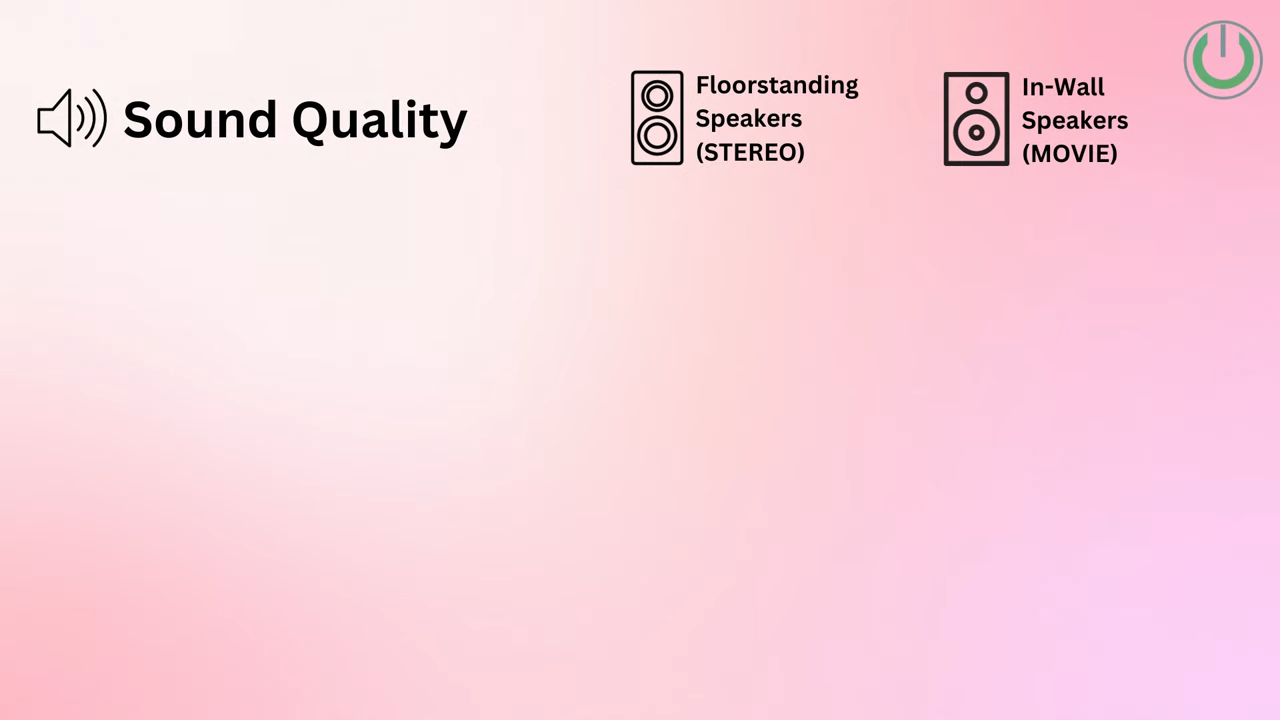 Sound Quality
Floorstanding
Speakers
(STEREO)
In-Wall
Speakers
(MOVIE)